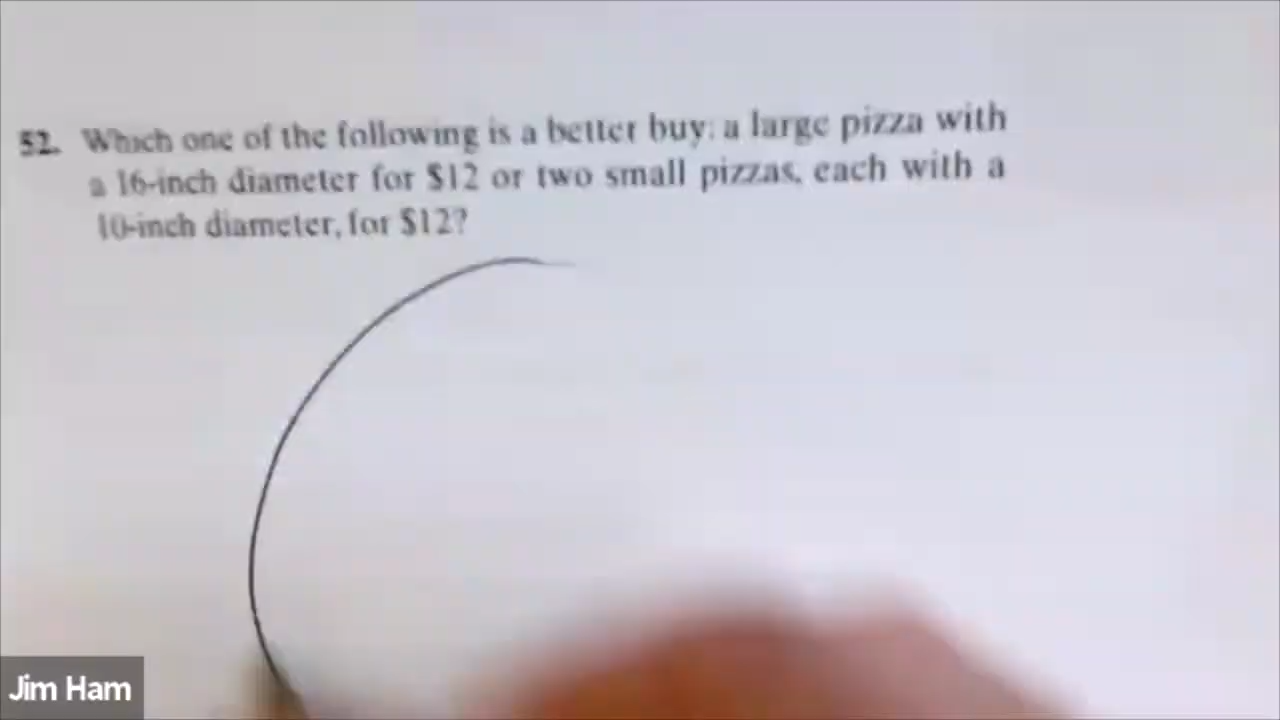 52. Which one of the following is a better buy: a large pizza with
a 16-inch diameter for $12 or two small pizzas, each with a
10-inch diameter, for $12?
Jim Ham